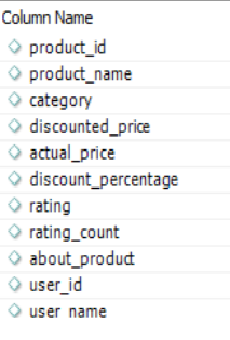 Column Name
product_id
product_name
category
discounted_price
actual_price
discount_percentage
rating
rating_count
about_product
user_id
user_name